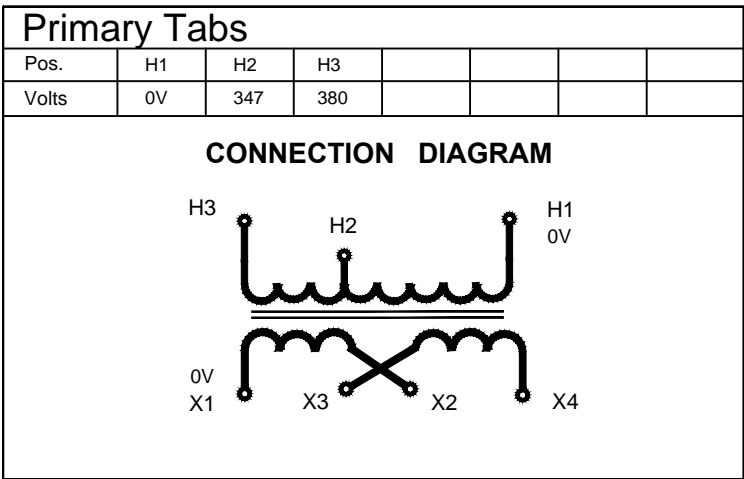 Primary Tabs
Pos. H1 H2 H3
Volts 0V 347 380
CONNECTION DIAGRAM
H3 H2 H1
0V
0V
X1 X3 X2 X4